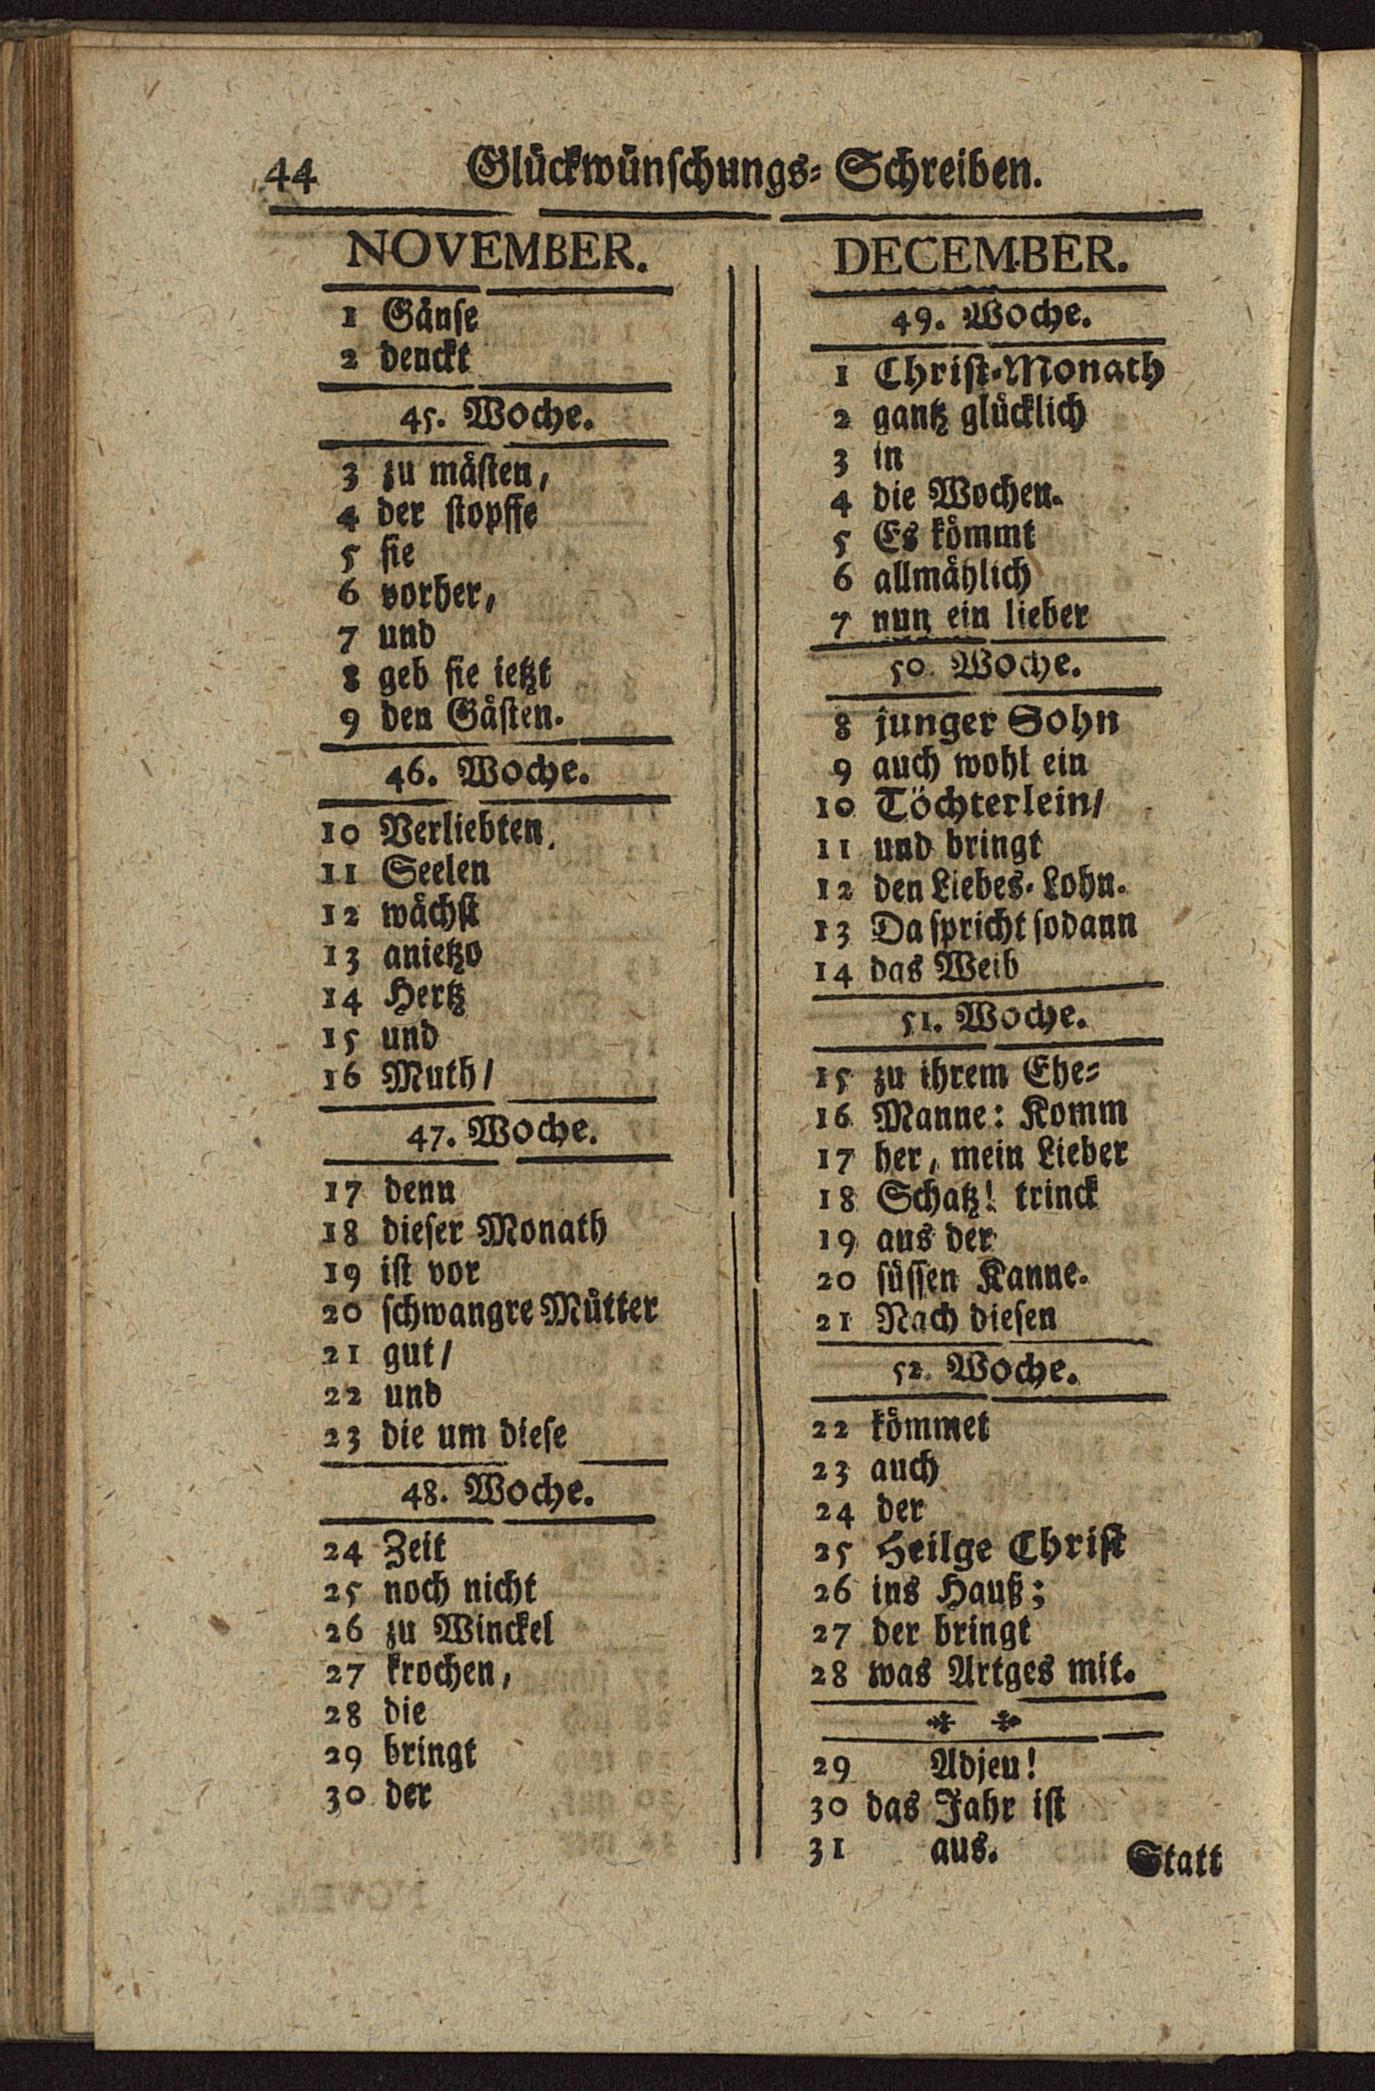 44 Glückwünschungs-Schreiben.
NOVEMBER.
1 Gänse
2 denckt
45. Woche.
3 zu mästen,
4 der stopffe
5 sie
6 vorher,
7 und
8 geb sie ietzt
9 den Gästen.
46. Woche.
10 Verliebten
11 Seelen
12 wächst
13 anietzo
14 Hertz
15 und
16 Muth/
47. Woche.
17 denn
18 dieser Monath
19 ist vor
20 schwangre Mütter
21 gut/
22 und
23 die um diese
48. Woche.
24 Zeit
25 noch nicht
26 zu Winckel
27 krochen,
28 die
29 bringt
30 der
DECEMBER.
49. Woche.
1 Christ-Monath
2 gantz glücklich
3 in
4 die Wochen.
5 Es kömmt
6 allmählich
7 nun ein lieber
50. Woche.
8 junger Sohn
9 auch wohl ein
10 Töchterlein/
11 und bringt
12 den Liebes-Lohn.
13 Da spricht sodann
14 das Weib
51. Woche.
15 zu ihrem Ehe-
16 Manne: Komm
17 her, mein Lieber
18 Schatz! trinck
19 aus der
20 süssen Kanne.
21 Nach diesen
52. Woche.
22 kömmet
23 auch
24 der
25 Heilge Christ
26 ins Hauß;
27 der bringt
28 was Artges mit.
* *
29 Adjeu!
30 das Jahr ist
31 aus.
Statt